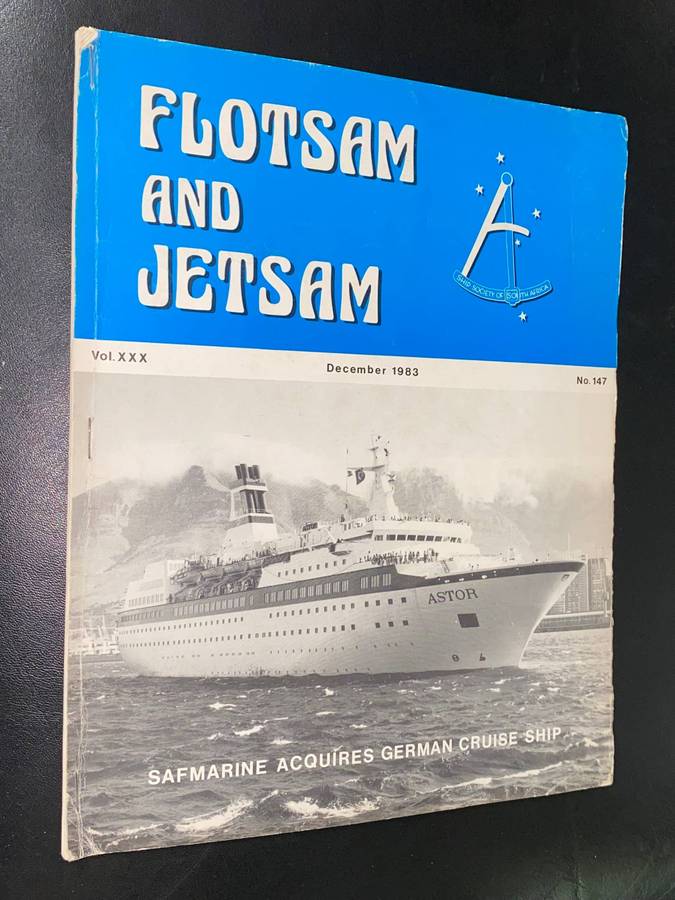 FLOTSAM
AND
JETSAM
SHIP SOCIETY OF SOUTH AFRICA
Vol. XXX
December 1983
No. 147
ASTOR
SAFMARINE ACQUIRES GERMAN CRUISE SHIP